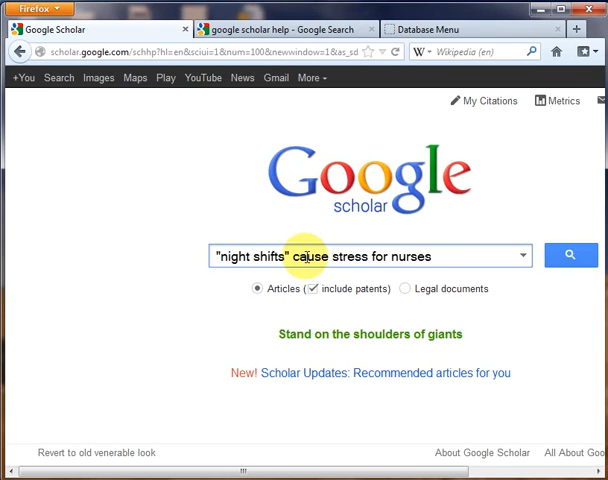 Firefox
Google Scholar
google scholar help - Google Search
Database Menu
scholar.google.com/schhp?hl=en&sciui=1&num=100&newwindow=1&as_sd
W
Wikipedia (en)
+You Search Images Maps Play YouTube News Gmail More
My Citations Metrics
Google
scholar
"night shifts" cause stress for nurses
Articles ( include patents) Legal documents
Stand on the shoulders of giants
New! Scholar Updates: Recommended articles for you
Revert to old venerable look
About Google Scholar All About Goo